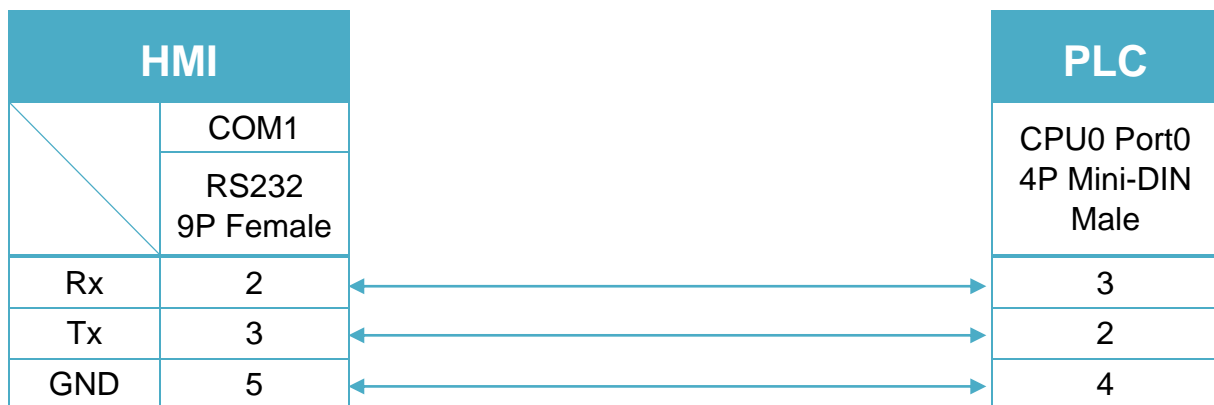 HMI
PLC
COM1
RS232
9P Female
CPU0 Port0
4P Mini-DIN
Male
Rx 2 3
Tx 3 2
GND 5 4